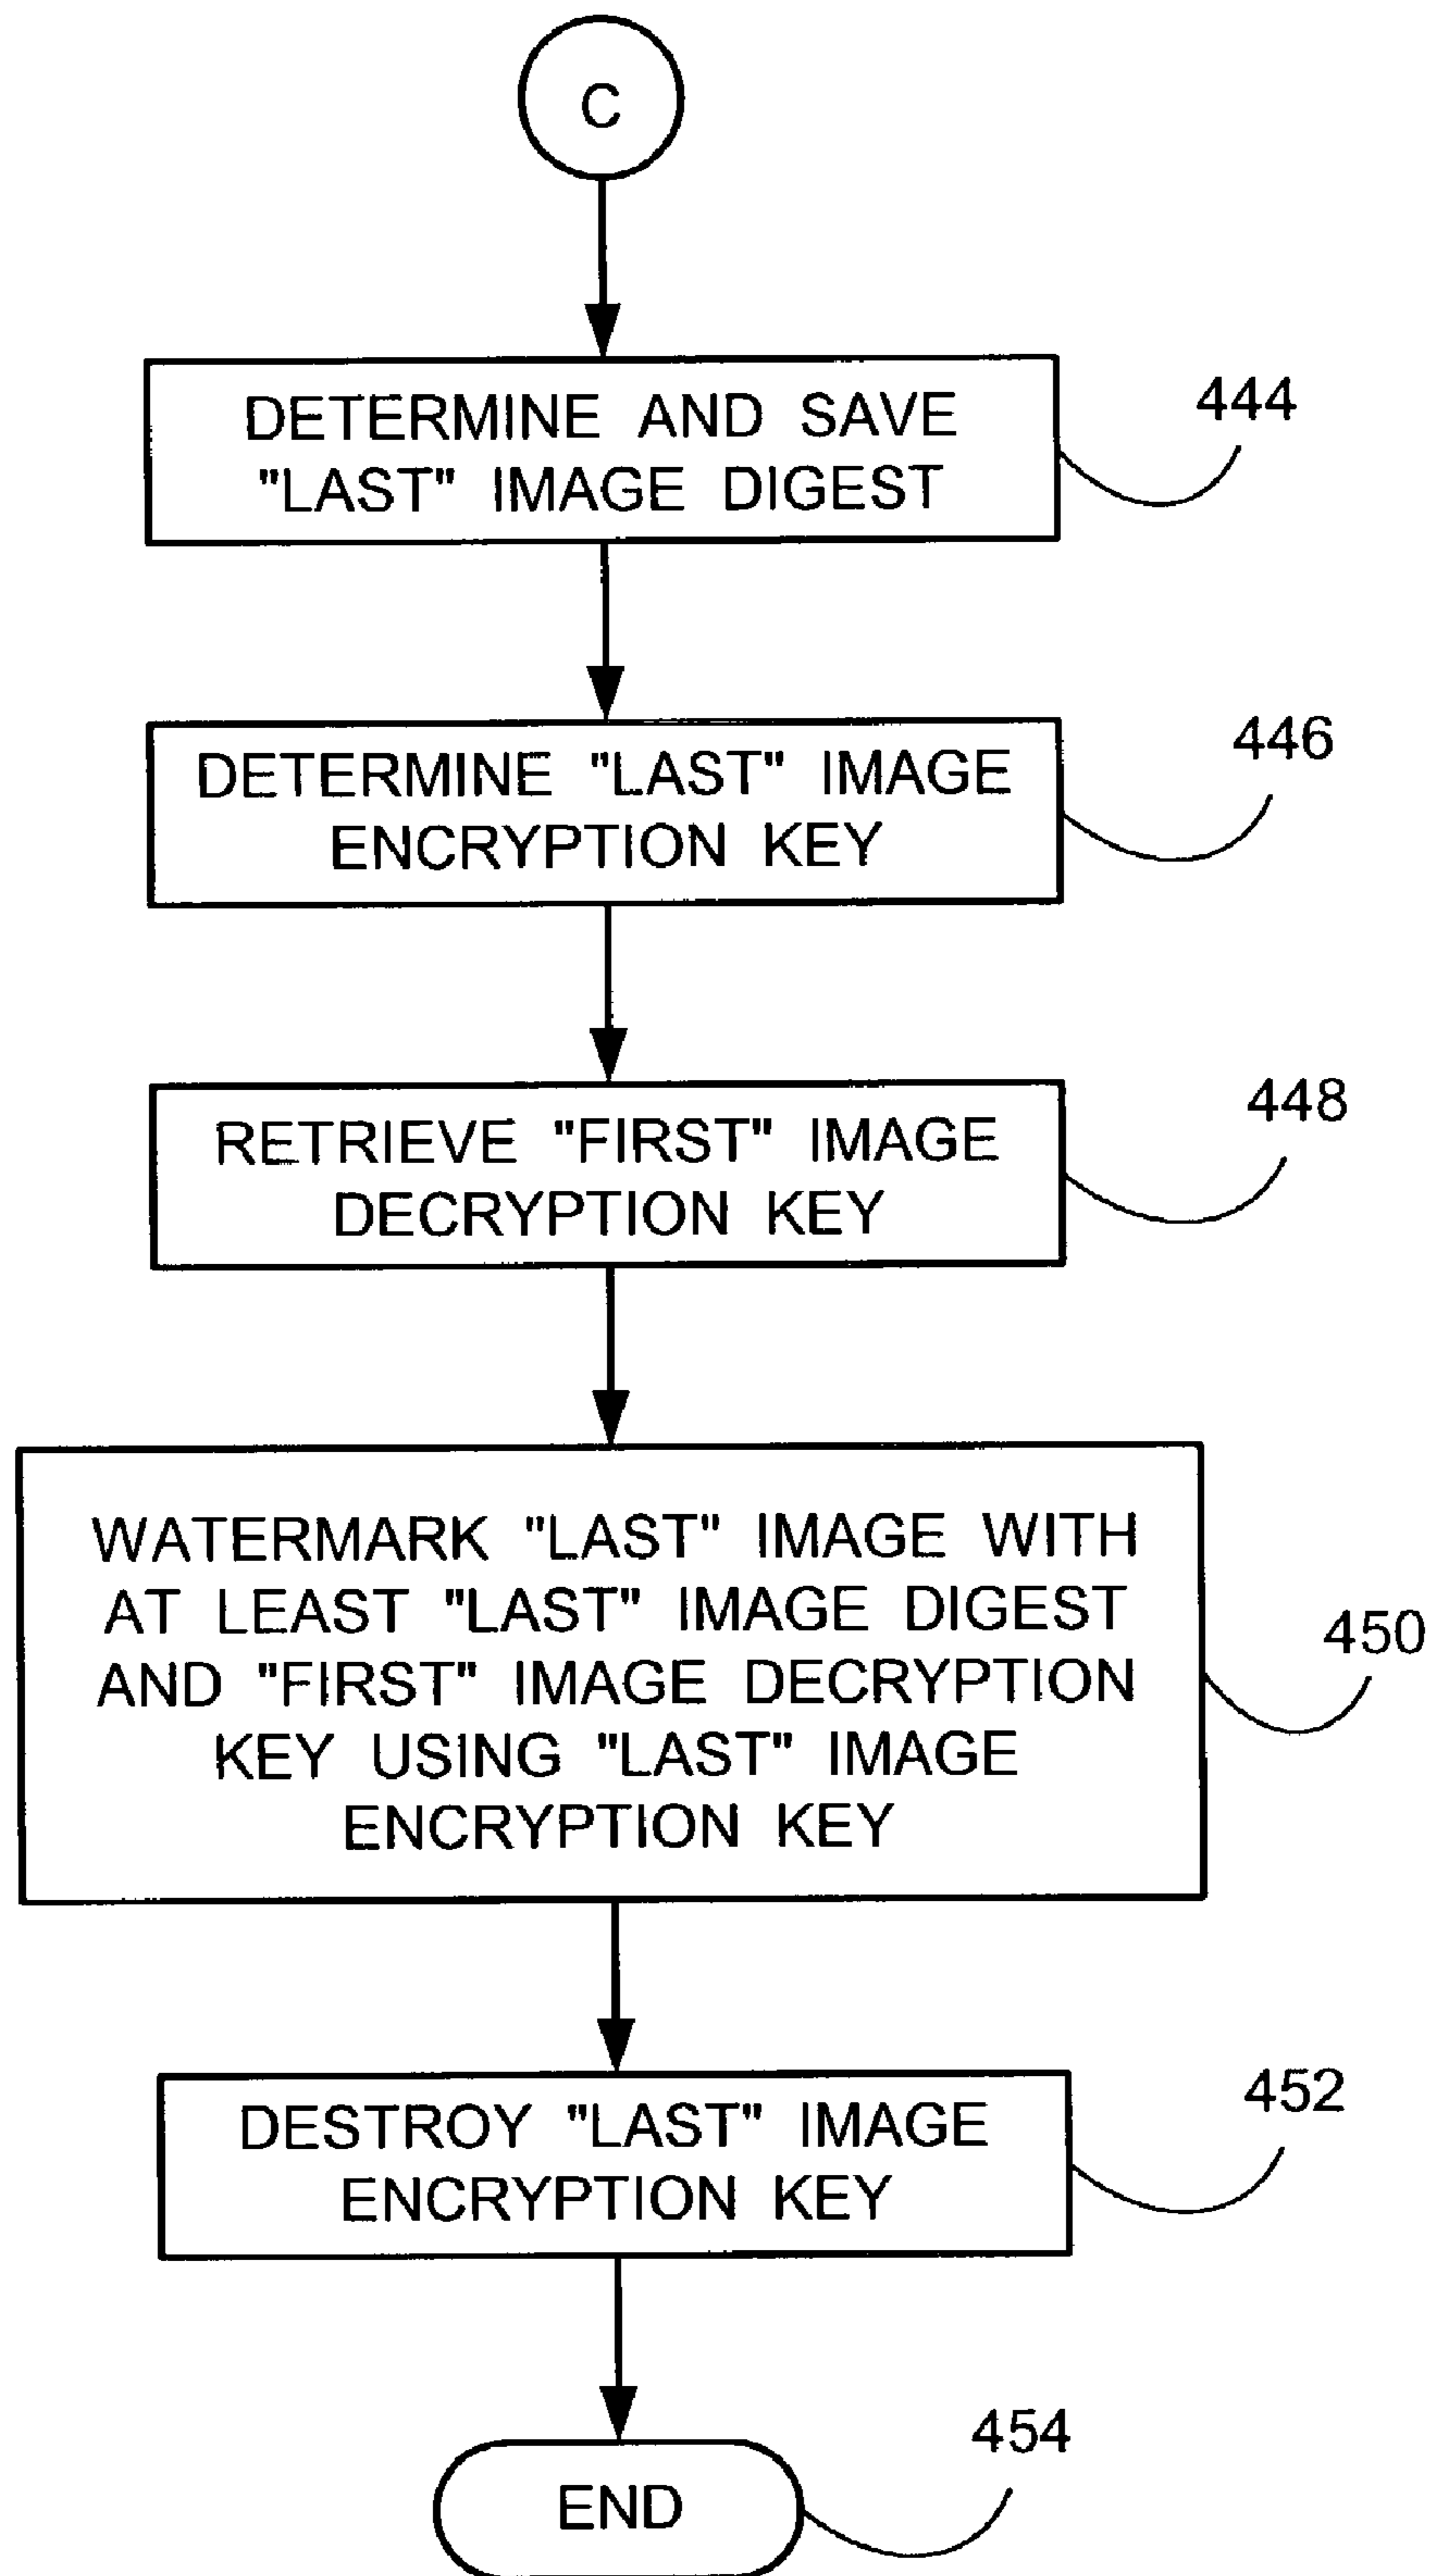 C
DETERMINE AND SAVE
"LAST" IMAGE DIGEST
444
DETERMINE "LAST" IMAGE
ENCRYPTION KEY
446
RETRIEVE "FIRST" IMAGE
DECRYPTION KEY
448
WATERMARK "LAST" IMAGE WITH
AT LEAST "LAST" IMAGE DIGEST
AND "FIRST" IMAGE DECRYPTION
KEY USING "LAST" IMAGE
ENCRYPTION KEY
450
DESTROY "LAST" IMAGE
ENCRYPTION KEY
452
END
454